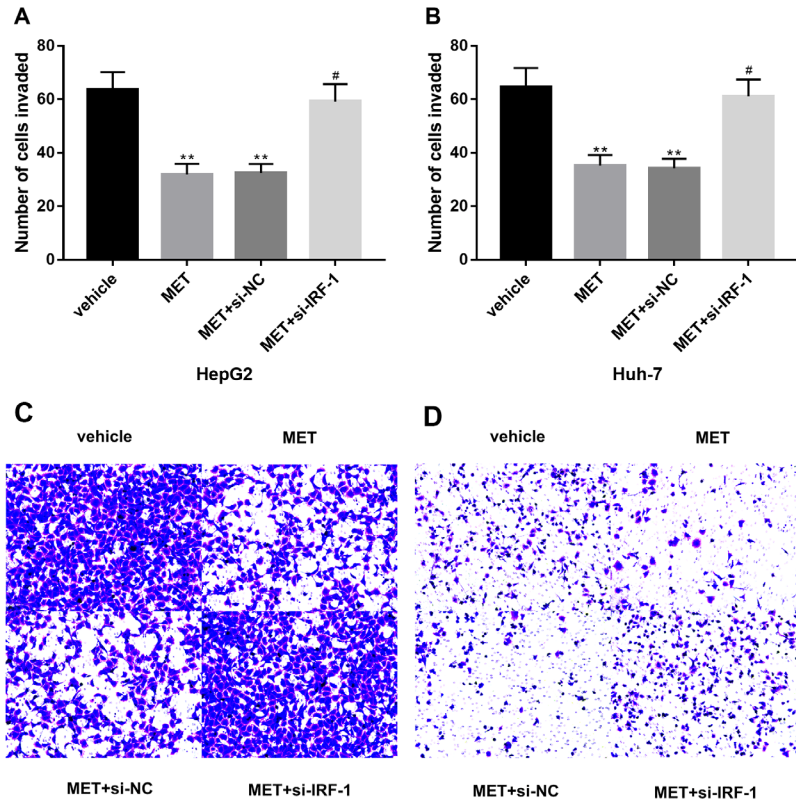 A
Number of cells invaded
80
60
40
20
0
**
**
#
vehicle
MET
MET+si-NC
MET+si-IRF-1
HepG2
B
Number of cells invaded
80
60
40
20
0
**
**
#
vehicle
MET
MET+si-NC
MET+si-IRF-1
Huh-7
C
vehicle
MET
MET+si-NC
MET+si-IRF-1
D
vehicle
MET
MET+si-NC
MET+si-IRF-1